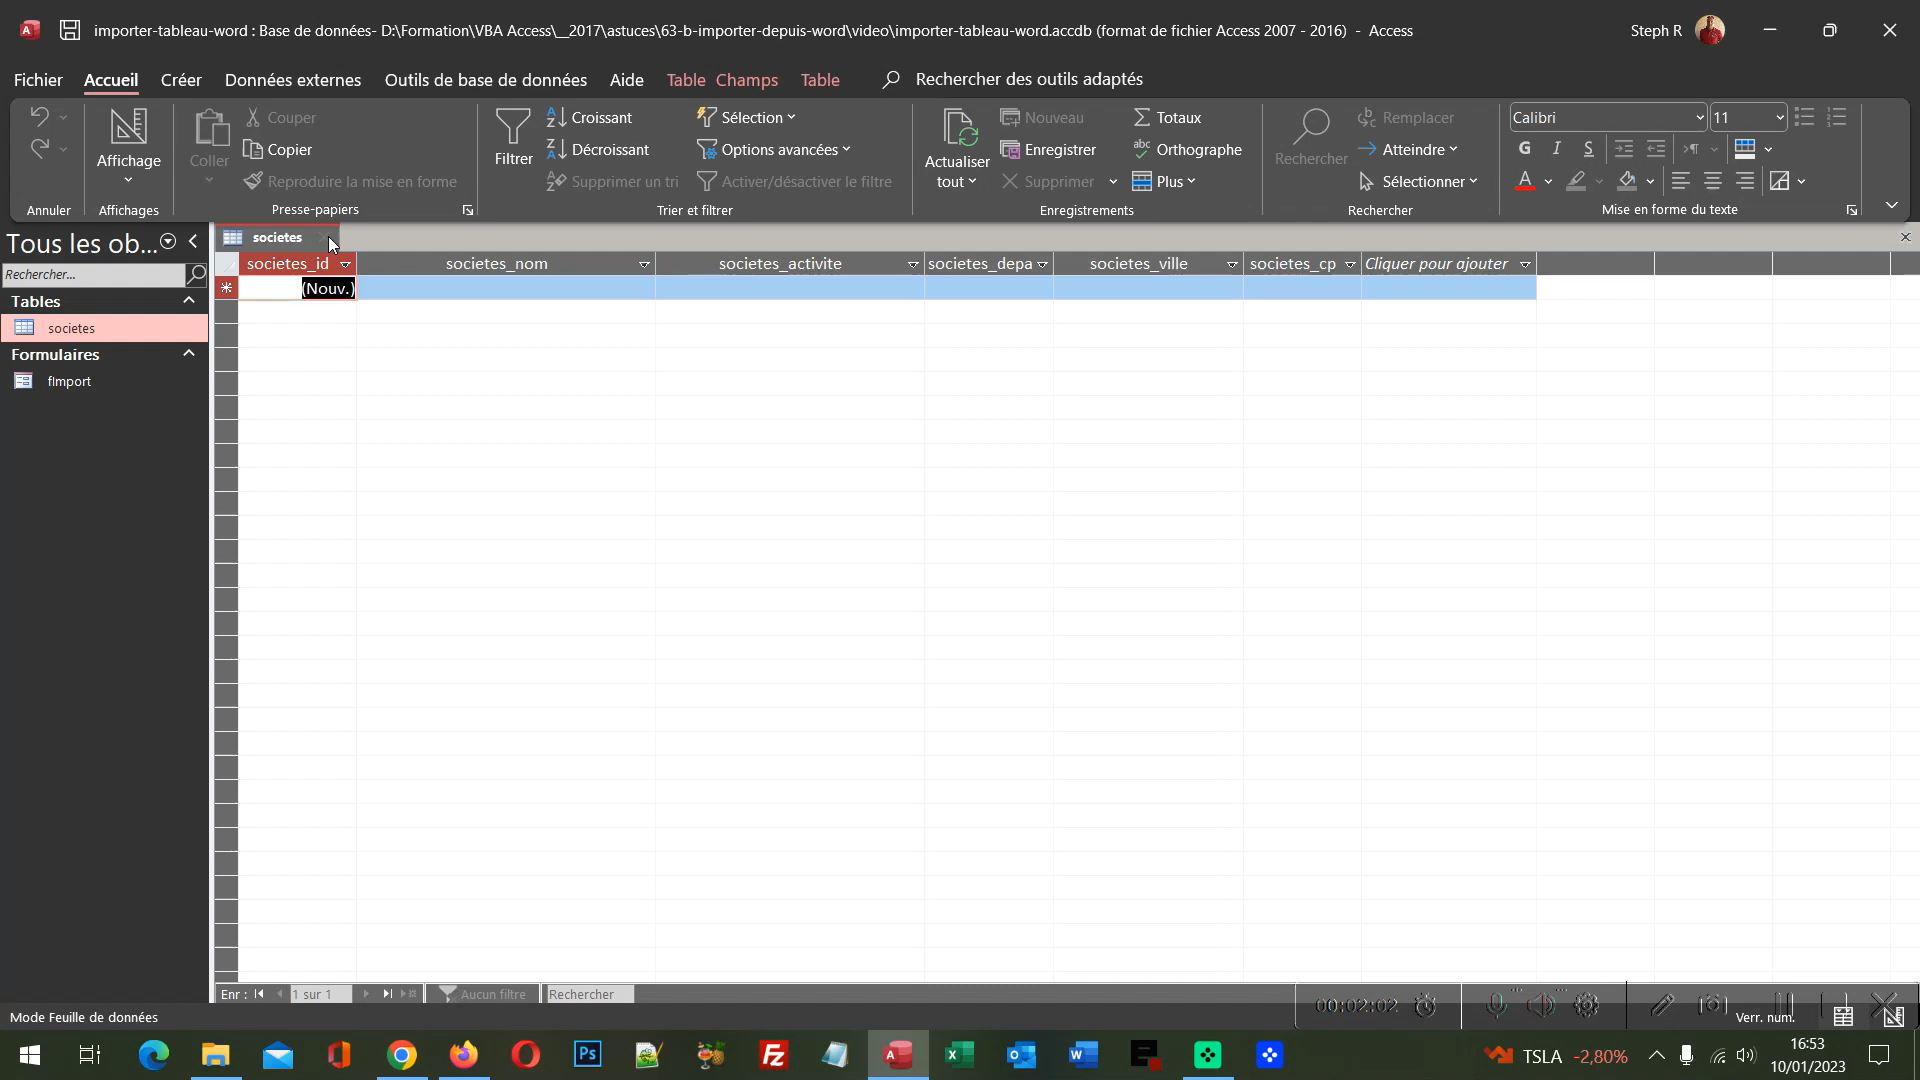 importer-tableau-word : Base de données- D:\Formation\VBA Access\__2017\astuces\63-b-importer-depuis-word\video\importer-tableau-word.accdb (format de fichier Access 2007 - 2016) - Access
Steph R
Fichier Accueil Créer Données externes Outils de base de données Aide Table Champs Table Rechercher des outils adaptés
Affichage
Coller
Couper
Copier
Reproduire la mise en forme
Filtrer
Croissant
Décroissant
Supprimer un tri
Sélection
Options avancées
Activer/désactiver le filtre
Actualiser
tout
Nouveau
Enregistrer
Supprimer
Totaux
Orthographe
Plus
Rechercher
Remplacer
Atteindre
Sélectionner
Calibri
11
G I S
Annuler Affichages Presse-papiers Trier et filtrer Enregistrements Rechercher Mise en forme du texte
Tous les ob...
Rechercher...
Tables
societes
Formulaires
fImport
societes
societes_id societes_nom societes_activite societes_depa societes_ville societes_cp Cliquer pour ajouter
(Nouv.)
Enr : 1 sur 1 Aucun filtre Rechercher
00:02:02
Mode Feuille de données
Verr. num.
TSLA -2,80%
16:53
10/01/2023